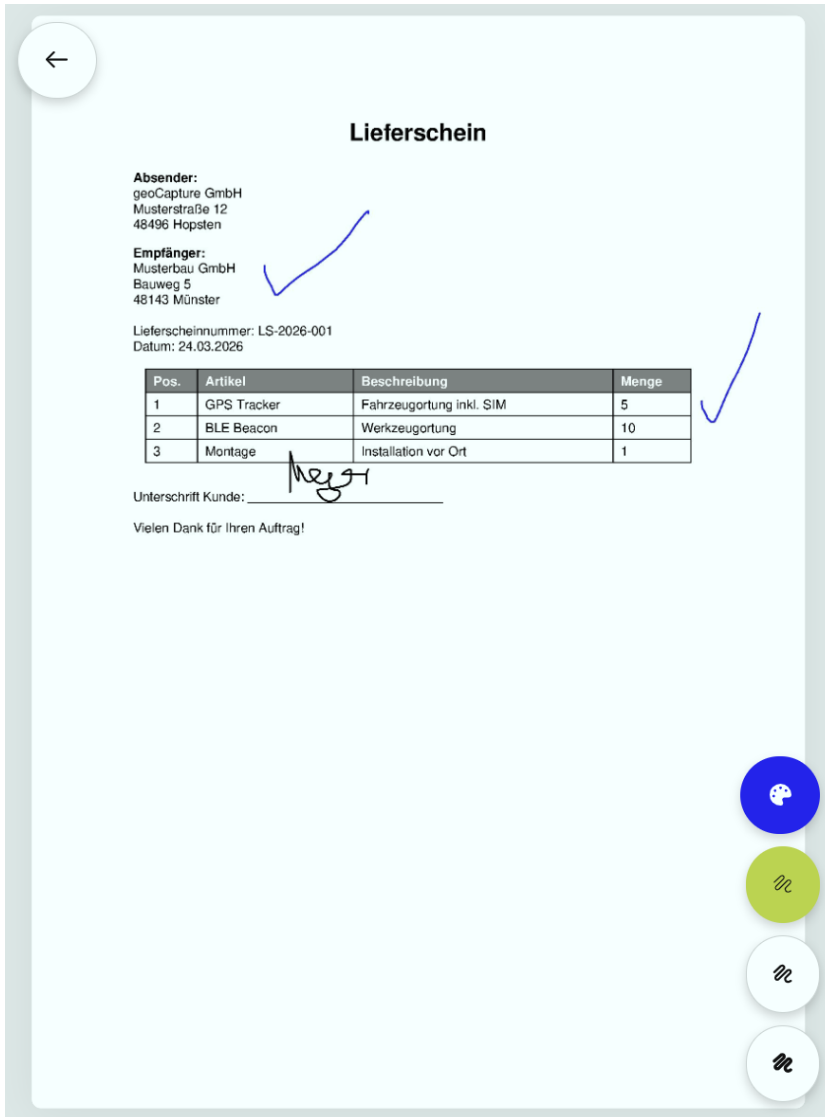 Lieferschein
Absender:
geoCapture GmbH
Musterstraße 12
48496 Hopsten
Empfänger:
Musterbau GmbH
Bauweg 5
48143 Münster
Lieferscheinnummer: LS-2026-001
Datum: 24.03.2026
Pos. Artikel Beschreibung Menge
1 GPS Tracker Fahrzeugortung inkl. SIM 5
2 BLE Beacon Werkzeugortung 10
3 Montage Installation vor Ort 1
Unterschrift Kunde:
Vielen Dank für Ihren Auftrag!